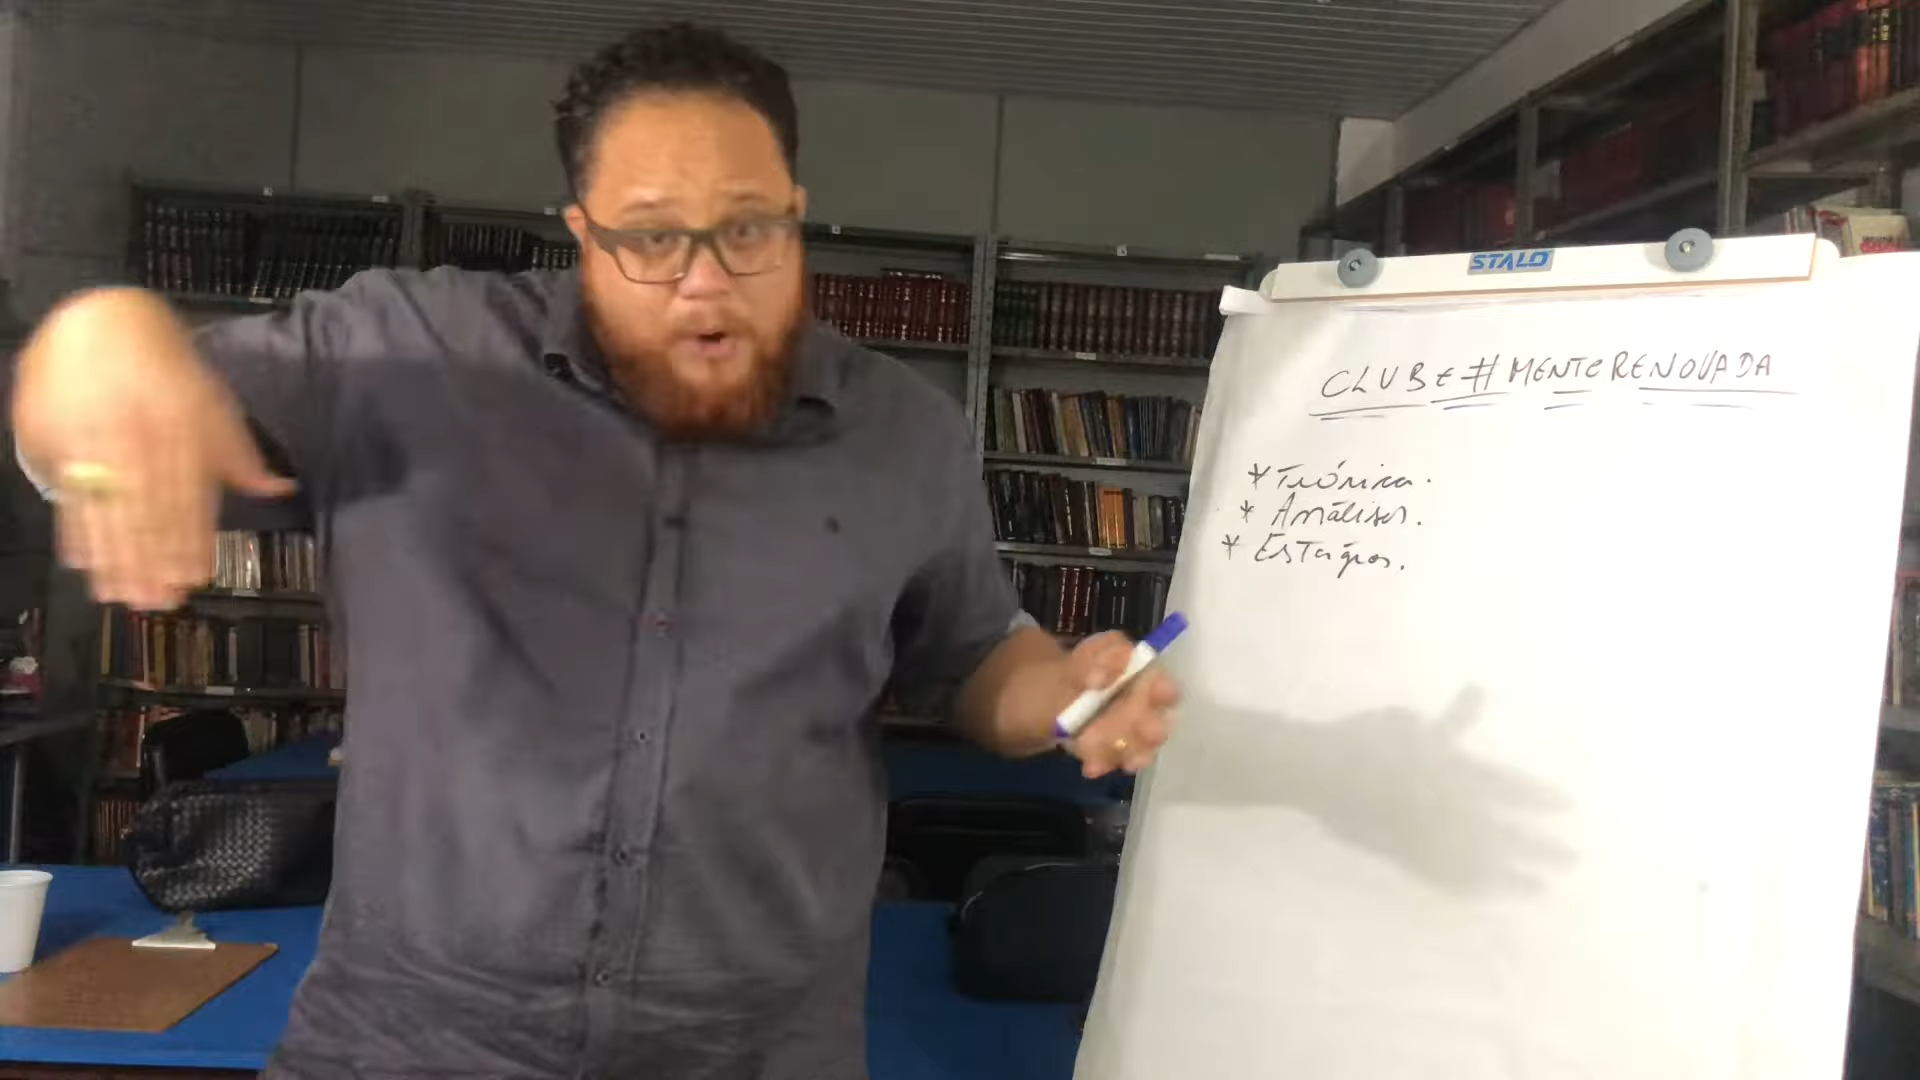 STALO
CLUBE #MENTERENOVADA
* Teórica.
* Análises.
* Estágios.